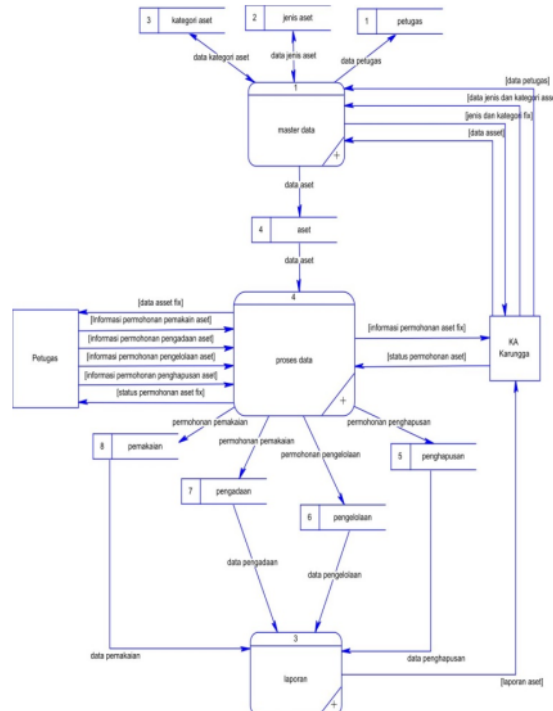 3 kategori aset
2 jenis aset
1 petugas
data kategori aset
data jenis aset
data petugas
[data petugas]
1
[data jenis dan kategori asse
master data
[jenis dan kategori fix]
[data asset]
+
data aset
4 aset
data aset
4
[data asset fix]
[Informasi permohonan pemakain aset]
[informasi permohonan pengadaan aset]
[informasi permohonan pengelolaan aset]
[informasi permohonan penghapusan aset]
[status permohonan aset fix]
Petugas
proses data
+
[informasi permohonan aset fix]
[status permohonan aset]
KA
Karungga
permohonan pemakaian
permohonan pemakaian
permohonan pengelolaan
permohonan penghapusan
8 pemakaian
5 penghapusan
7 pengadaan
6 pengelolaan
data pengadaan
data pengelolaan
3
data pemakaian
data penghapusan
laporan
[laporan aset]
+